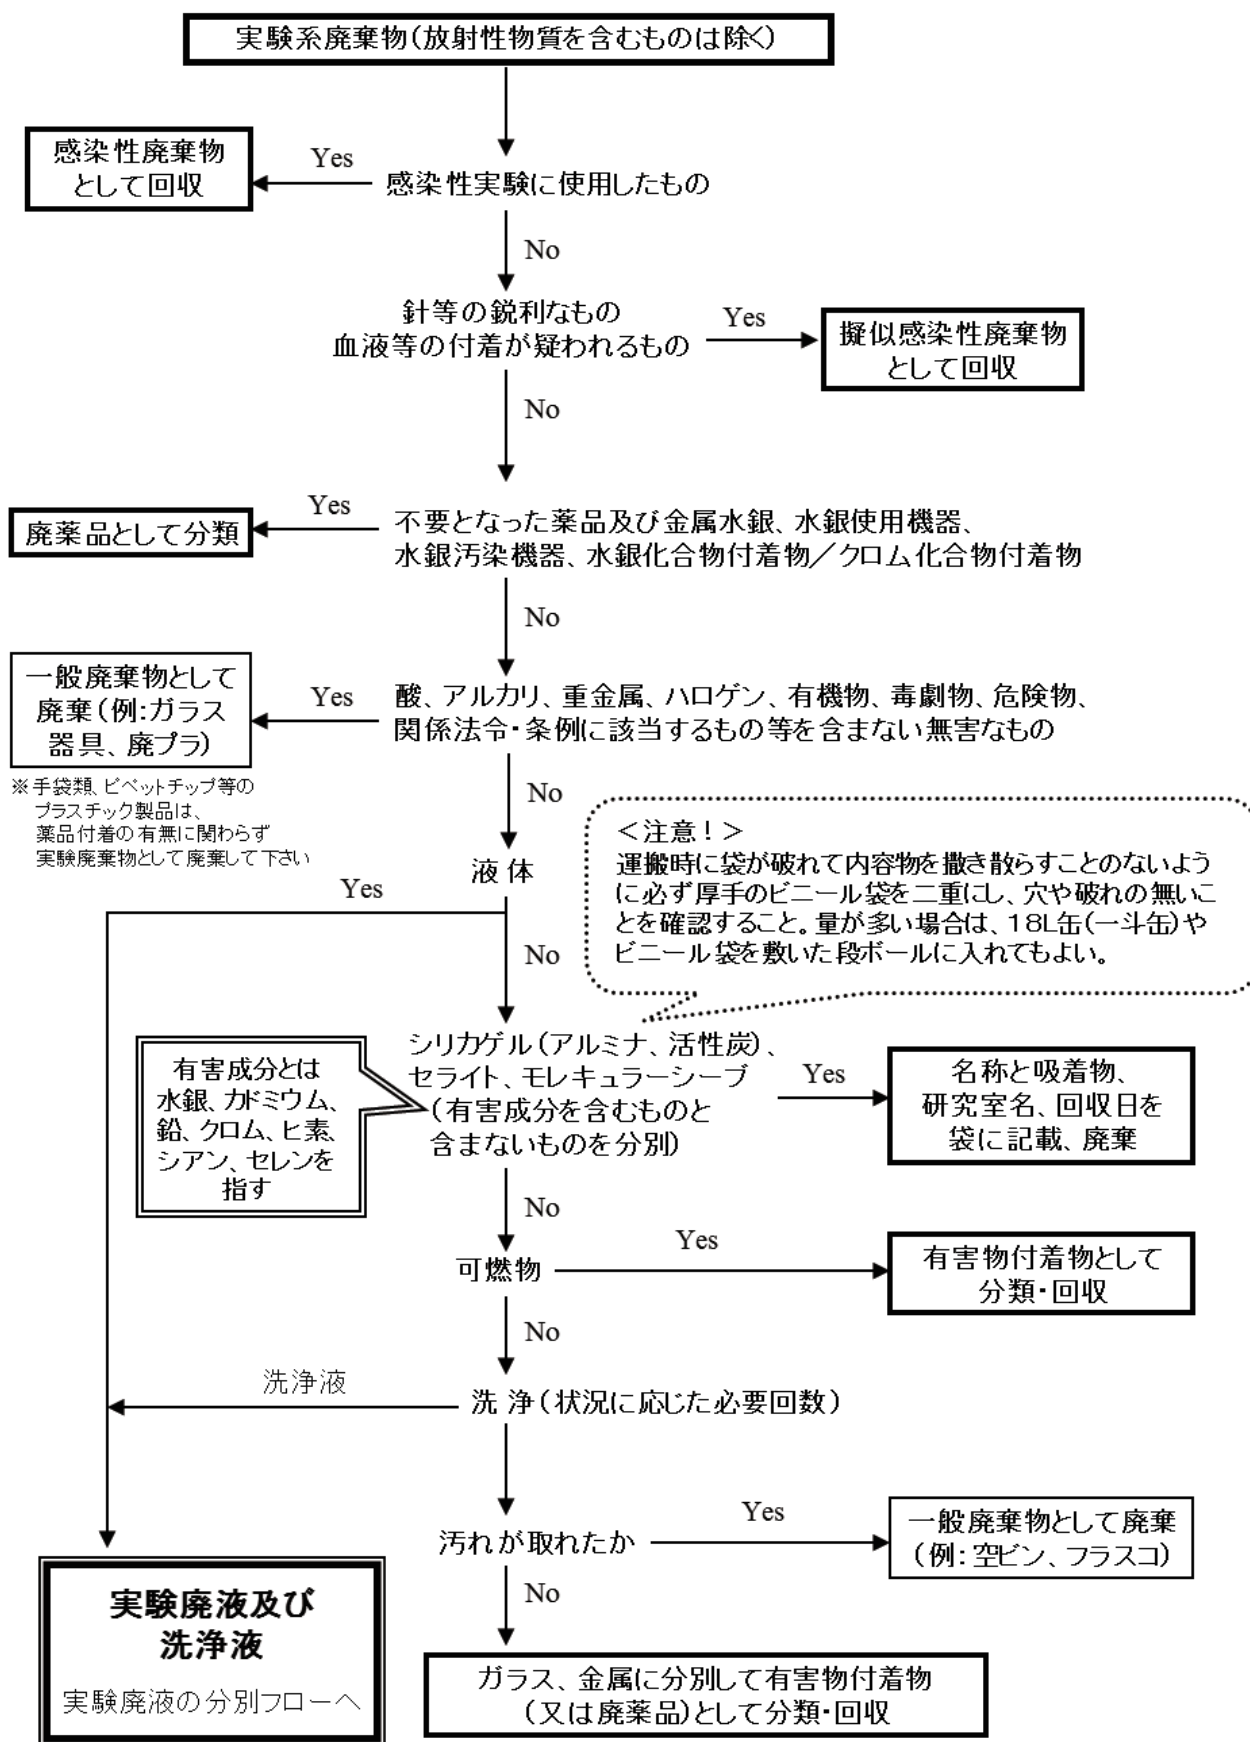 実験系廃棄物(放射性物質を含むものは除く)
感染性廃棄物
として回収
Yes
感染性実験に使用したもの
No
針等の鋭利なもの
血液等の付着が疑われるもの
Yes
擬似感染性廃棄物
として回収
No
廃薬品として分類
Yes
不要となった薬品及び金属水銀、水銀使用機器、
水銀汚染機器、水銀化合物付着物/クロム化合物付着物
No
一般廃棄物として
廃棄(例:ガラス
器具、廃プラ)
Yes
酸、アルカリ、重金属、ハロゲン、有機物、毒劇物、危険物、
関係法令・条例に該当するもの等を含まない無害なもの
※手袋類、ピペットチップ等の
プラスチック製品は、
薬品付着の有無に関わらず
実験廃棄物として廃棄して下さい
No
<注意!>
運搬時に袋が破れて内容物を撒き散らすことのないよう
に必ず厚手のビニール袋を二重にし、穴や破れの無いこ
とを確認すること。量が多い場合は、18L缶(一斗缶)や
ビニール袋を敷いた段ボールに入れてもよい。
液体
Yes
No
有害成分とは
水銀、カドミウム、
鉛、クロム、ヒ素、
シアン、セレンを
指す
シリカゲル(アルミナ、活性炭)、
セライト、モレキュラーシーブ
(有害成分を含むものと
含まないものを分別)
Yes
名称と吸着物、
研究室名、回収日を
袋に記載、廃棄
No
可燃物
Yes
有害物付着物として
分類・回収
No
洗浄液
洗浄(状況に応じた必要回数)
汚れが取れたか
Yes
一般廃棄物として廃棄
(例:空ビン、フラスコ)
No
実験廃液及び
洗浄液
実験廃液の分別フローへ
ガラス、金属に分別して有害物付着物
(又は廃薬品)として分類・回収